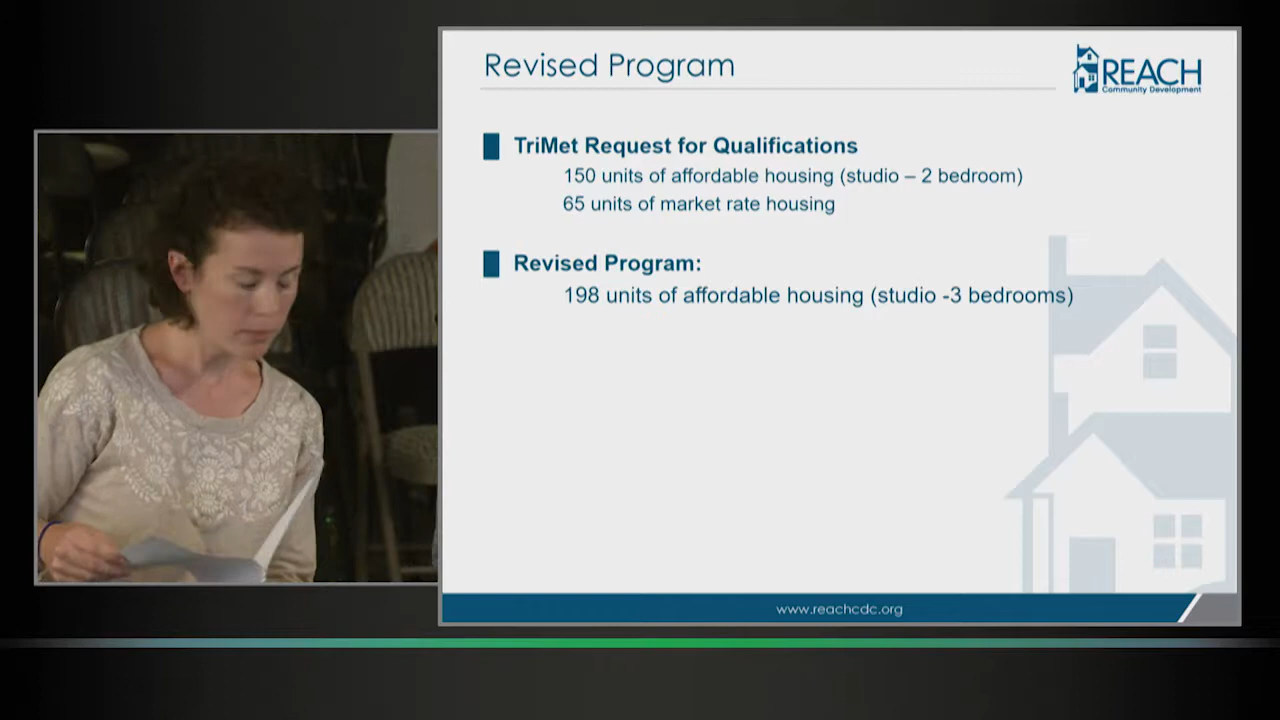 Revised Program
REACH
Community Development
TriMet Request for Qualifications
150 units of affordable housing (studio – 2 bedroom)
65 units of market rate housing
Revised Program:
198 units of affordable housing (studio -3 bedrooms)
www.reachcdc.org